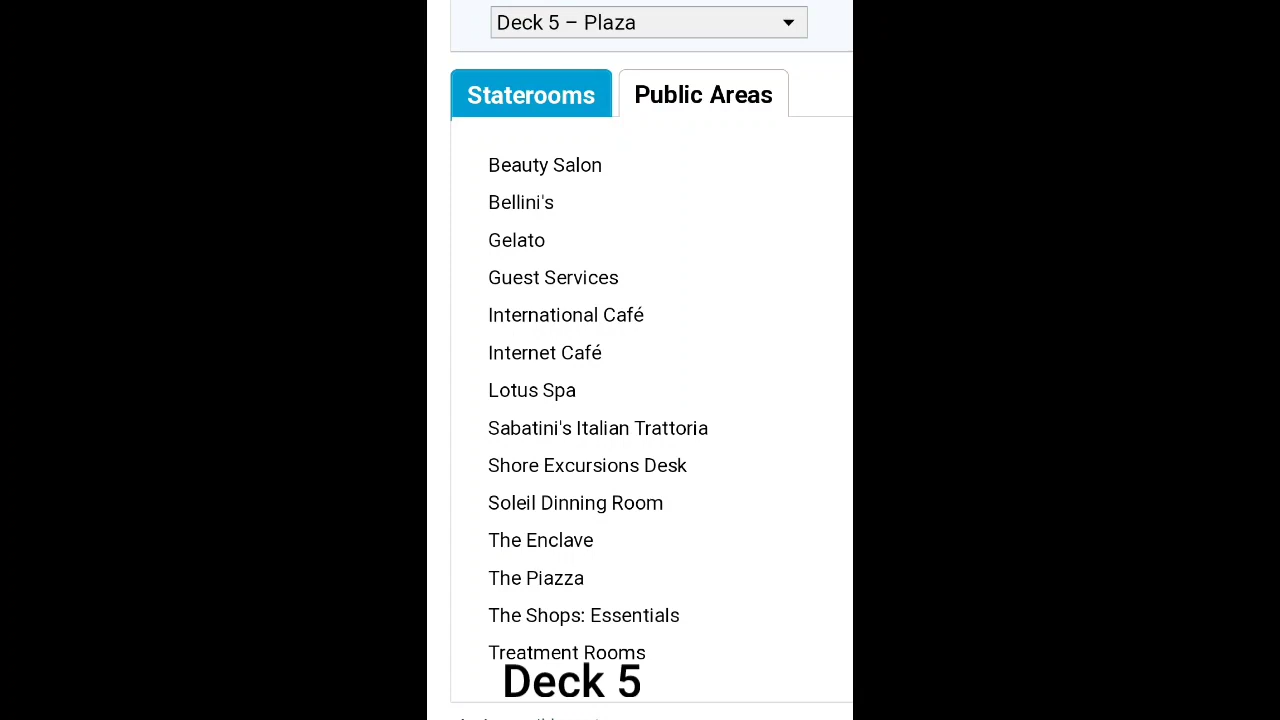 Deck 5 – Plaza
Staterooms
Public Areas
Beauty Salon
Bellini's
Gelato
Guest Services
International Café
Internet Café
Lotus Spa
Sabatini's Italian Trattoria
Shore Excursions Desk
Soleil Dinning Room
The Enclave
The Piazza
The Shops: Essentials
Treatment Rooms
Deck 5